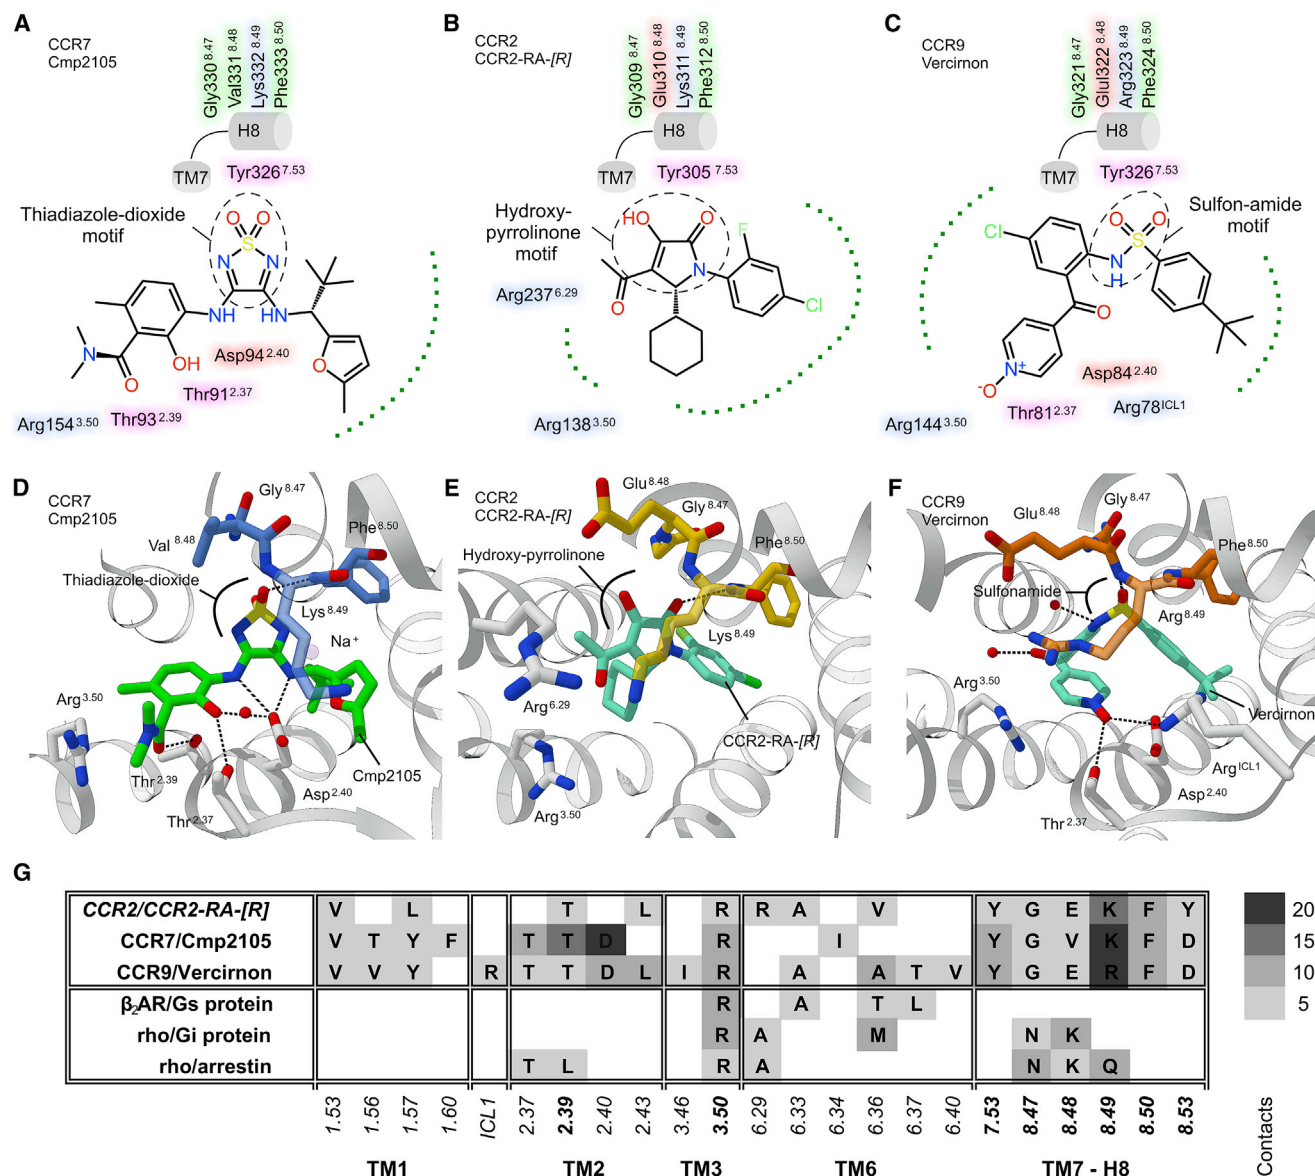 A
CCR7
Cmp2105
Gly330 8.47
Val331 8.48
Lys332 8.49
Phe333 8.50
H8
TM7
Tyr326 7.53
Thiadiazole-dioxide
motif
O
O
S
N
N
NH
HN
N
O
OH
O
Asp94 2.40
Thr91 2.37
Thr93 2.39
Arg154 3.50
B
CCR2
CCR2-RA-[R]
Gly309 8.47
Glu310 8.48
Lys311 8.49
Phe312 8.50
H8
TM7
Tyr305 7.53
Hydroxy-
pyrrolinone
motif
HO
O
F
N
O
Cl
Arg237 6.29
Arg138 3.50
C
CCR9
Vercirnon
Gly321 8.47
Glul322 8.48
Arg323 8.49
Phe324 8.50
H8
TM7
Tyr326 7.53
Sulfon-amide
motif
Cl
O
O
S
N
H
O
N+
-O
Asp84 2.40
Thr81 2.37
Arg78 ICL1
Arg144 3.50
D
CCR7
Cmp2105
Gly 8.47
Val 8.48
Phe 8.50
Thiadiazole-dioxide
Lys 8.49
Na+
Arg 3.50
Thr 2.39
Cmp2105
Asp 2.40
Thr 2.37
E
CCR2
CCR2-RA-[R]
Glu 8.48
Gly 8.47
Phe 8.50
Hydroxy-pyrrolinone
Lys 8.49
Arg 6.29
CCR2-RA-[R]
Arg 3.50
F
CCR9
Vercirnon
Gly 8.47
Glu 8.48
Phe 8.50
Sulfonamide
Arg 8.49
Arg 3.50
Vercirnon
Arg ICL1
Asp 2.40
Thr 2.37
G
CCR2/CCR2-RA-[R] V L T L R R A V Y G E K F Y
CCR7/Cmp2105 V T Y F T T D R I Y G V K F D
CCR9/Vercirnon V V Y R T T D L I R A A T V Y G E R F D
β2AR/Gs protein R A T L
rho/Gi protein R A M N K
rho/arrestin T L R A N K Q
1.53 1.56 1.57 1.60 ICL1 2.37 2.39 2.40 2.43 3.46 3.50 6.29 6.33 6.34 6.36 6.37 6.40 7.53 8.47 8.48 8.49 8.50 8.53
TM1 TM2 TM3 TM6 TM7 - H8
20
15
10
5
Contacts